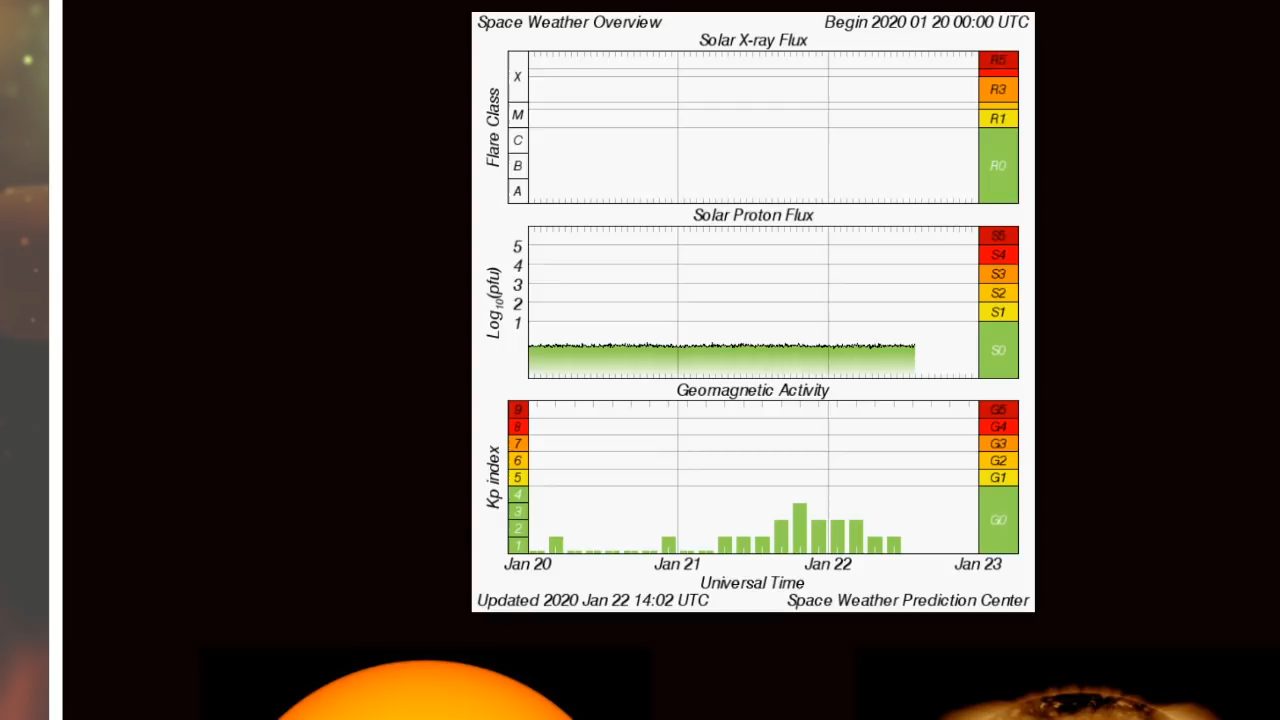 Space Weather Overview Begin 2020 01 20 00:00 UTC
Solar X-ray Flux
Flare Class
X
M
C
B
A
R5
R3
R1
R0
Solar Proton Flux
Log10(pfu)
5
4
3
2
1
S5
S4
S3
S2
S1
S0
Geomagnetic Activity
Kp index
9
8
7
6
5
4
3
2
1
G5
G4
G3
G2
G1
G0
Jan 20 Jan 21 Jan 22 Jan 23
Universal Time
Updated 2020 Jan 22 14:02 UTC Space Weather Prediction Center